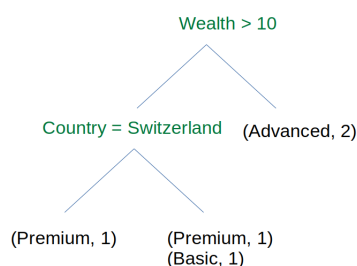 Wealth > 10
Country = Switzerland
(Advanced, 2)
(Premium, 1)
(Premium, 1)
(Basic, 1)